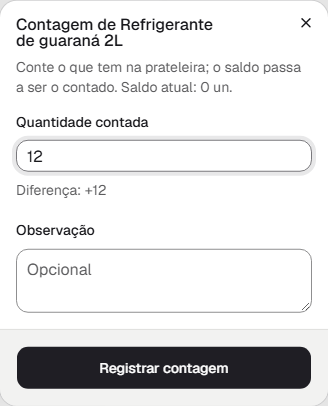 Contagem de Refrigerante
de guaraná 2L
Conte o que tem na prateleira; o saldo passa
a ser o contado. Saldo atual: 0 un.
Quantidade contada
12
Diferença: +12
Observação
Opcional
Registrar contagem